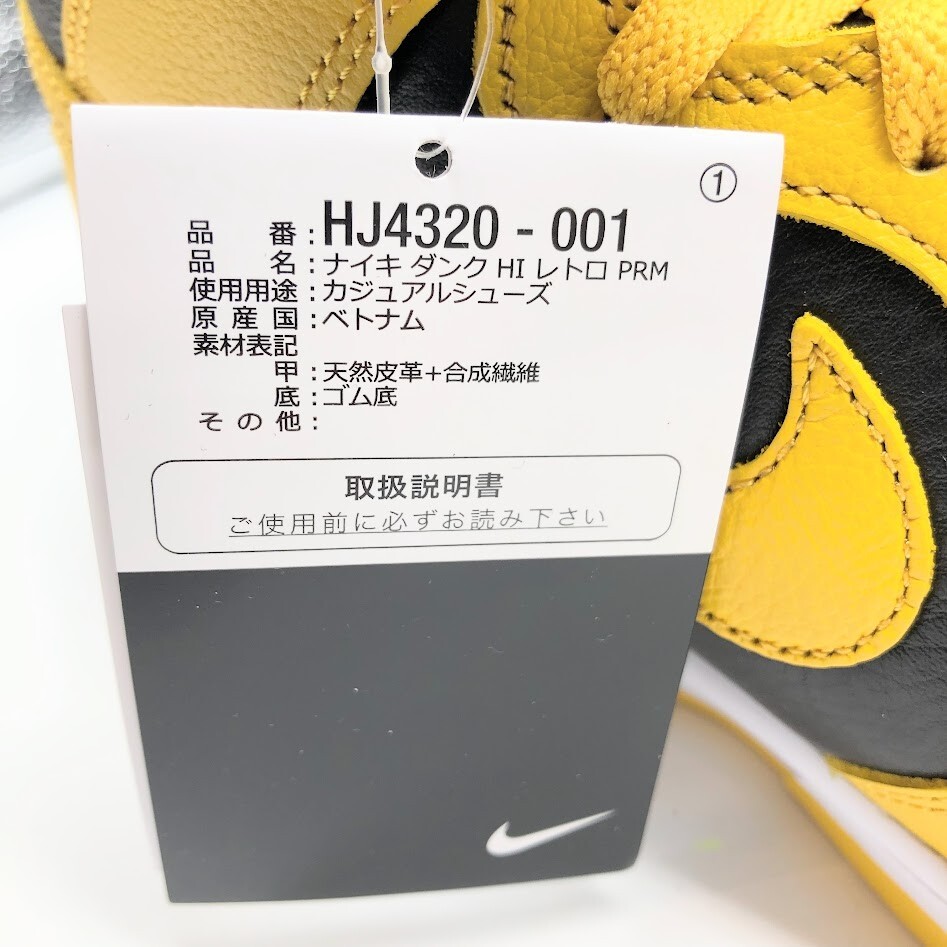 ①
品番:HJ4320 - 001
品名:ナイキ ダンク HI レトロ PRM
使用用途:カジュアルシューズ
原産国:ベトナム
素材表記
甲:天然皮革+合成繊維
底:ゴム底
その他:
取扱説明書
ご使用前に必ずお読み下さい